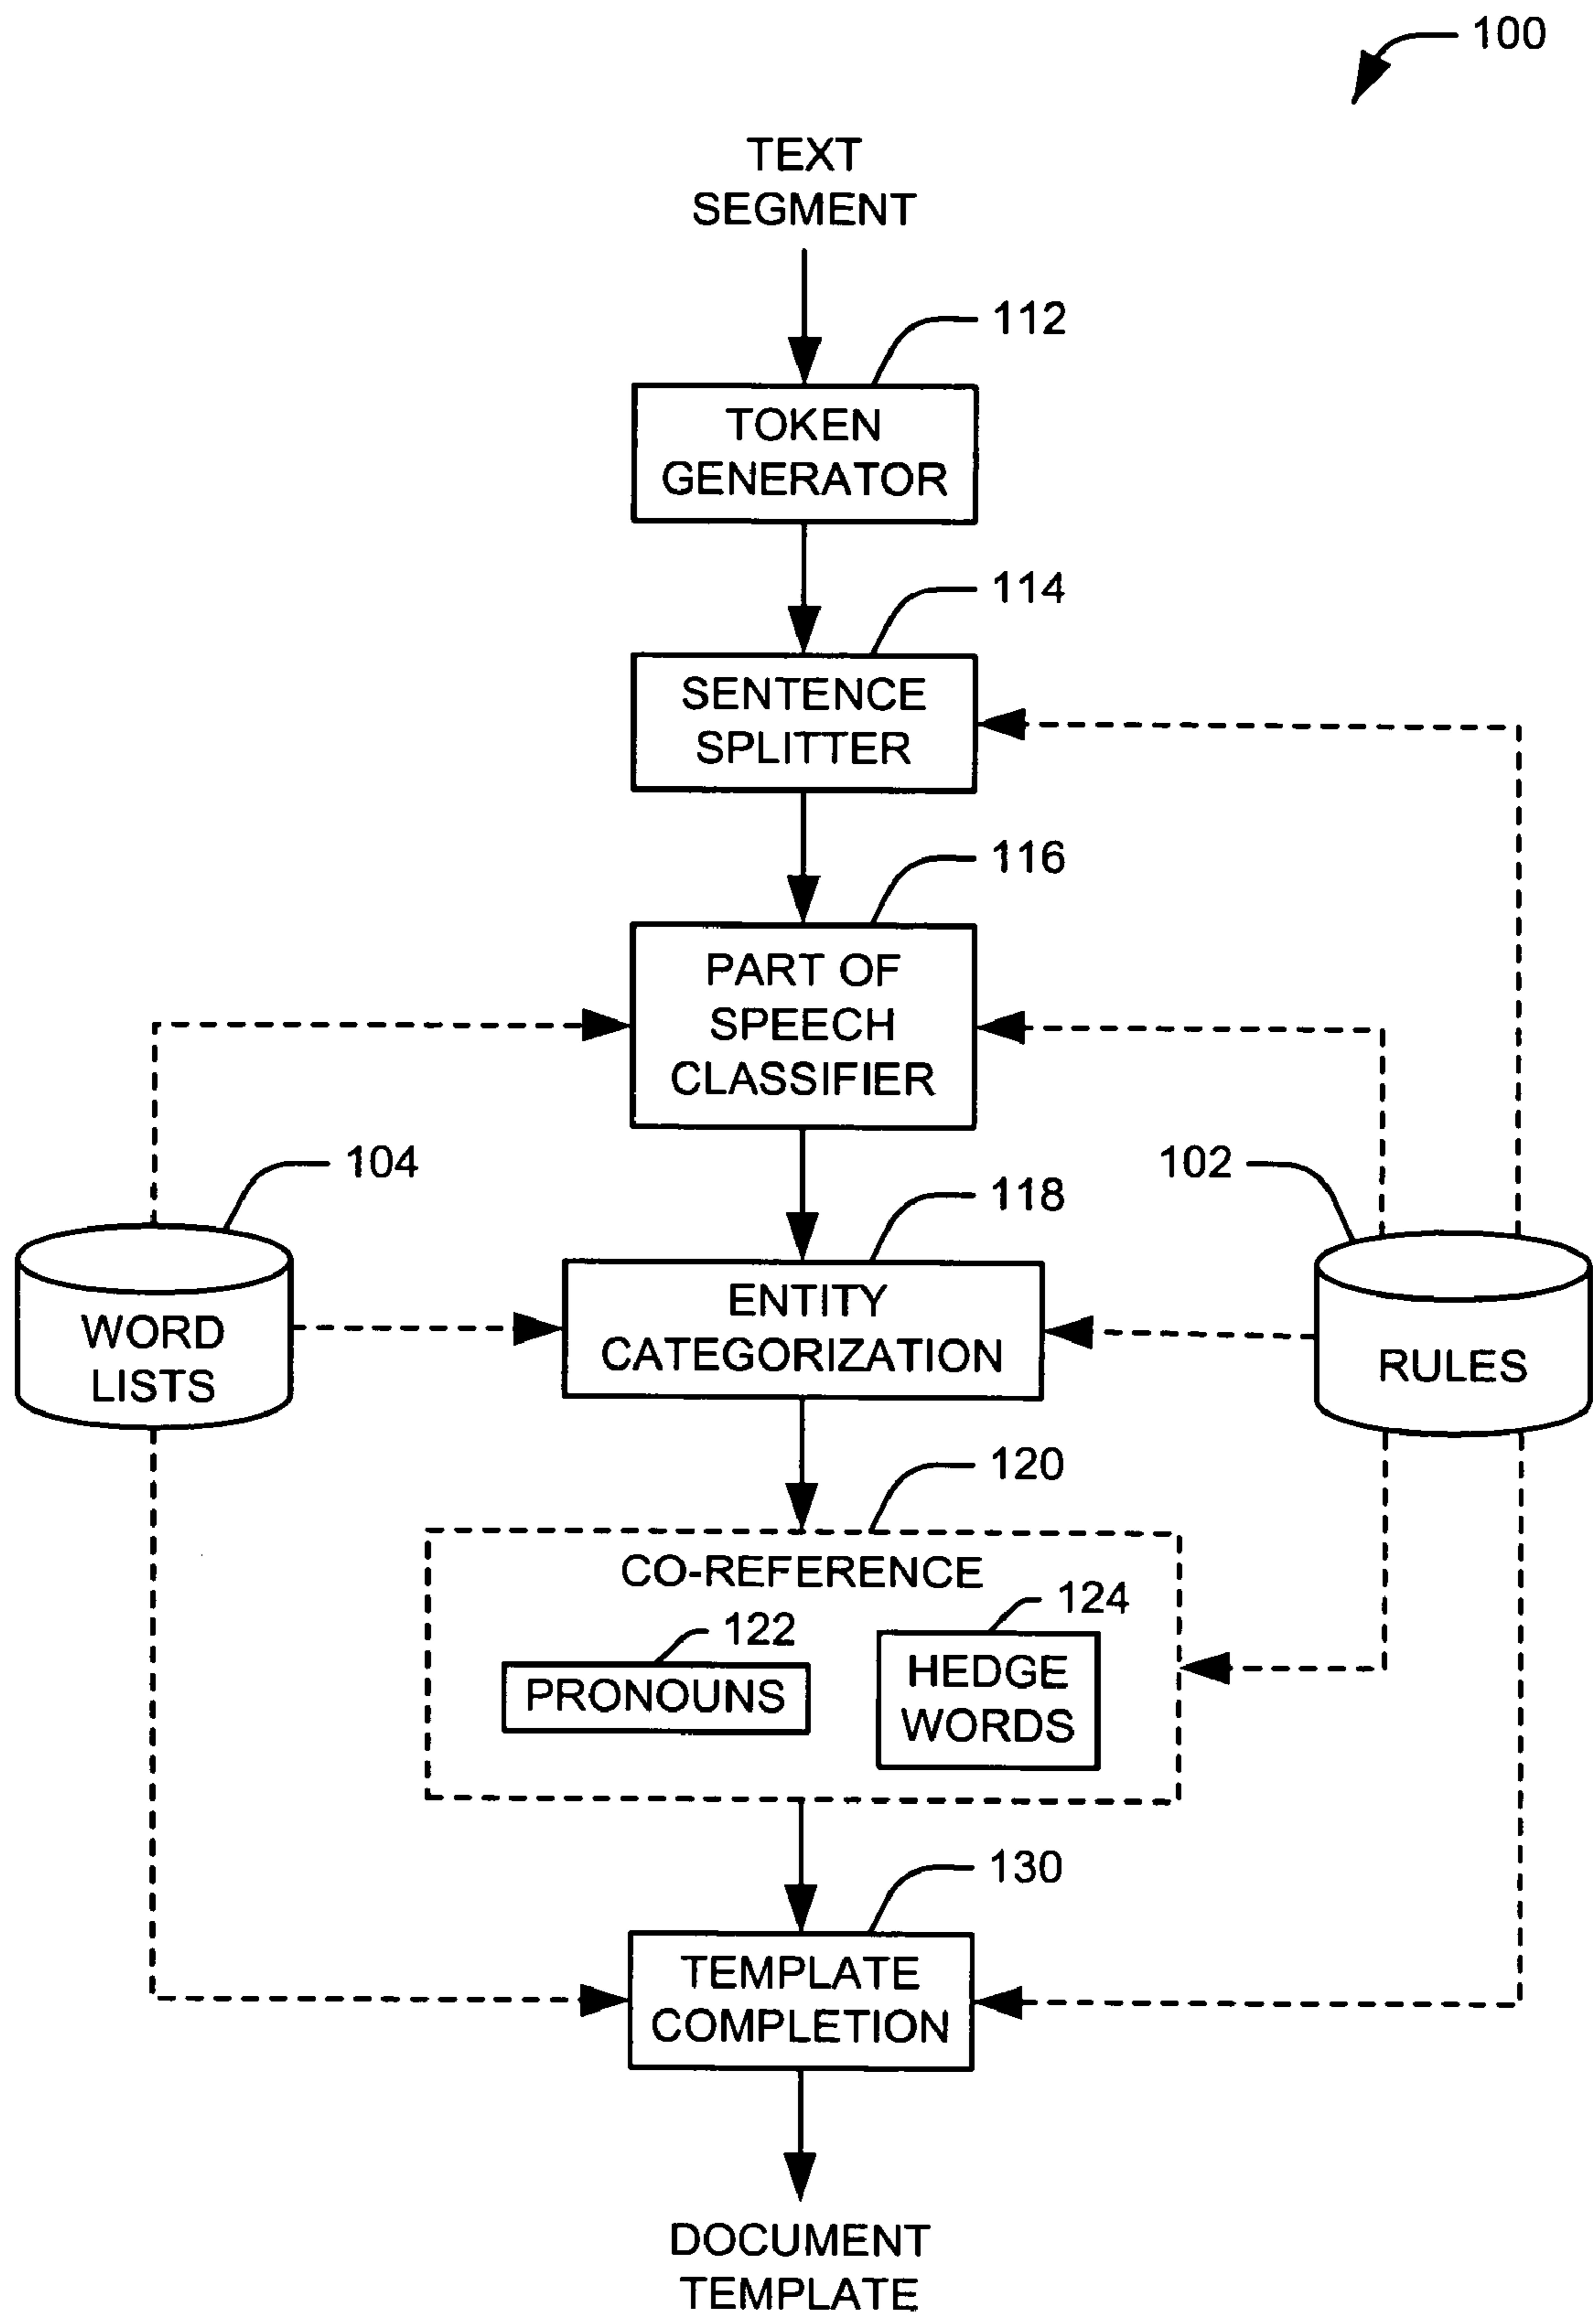 100
TEXT
SEGMENT
112
TOKEN
GENERATOR
114
SENTENCE
SPLITTER
116
PART OF
SPEECH
CLASSIFIER
104
102
118
WORD
LISTS
ENTITY
CATEGORIZATION
RULES
120
CO-REFERENCE
122
PRONOUNS
124
HEDGE
WORDS
130
TEMPLATE
COMPLETION
DOCUMENT
TEMPLATE